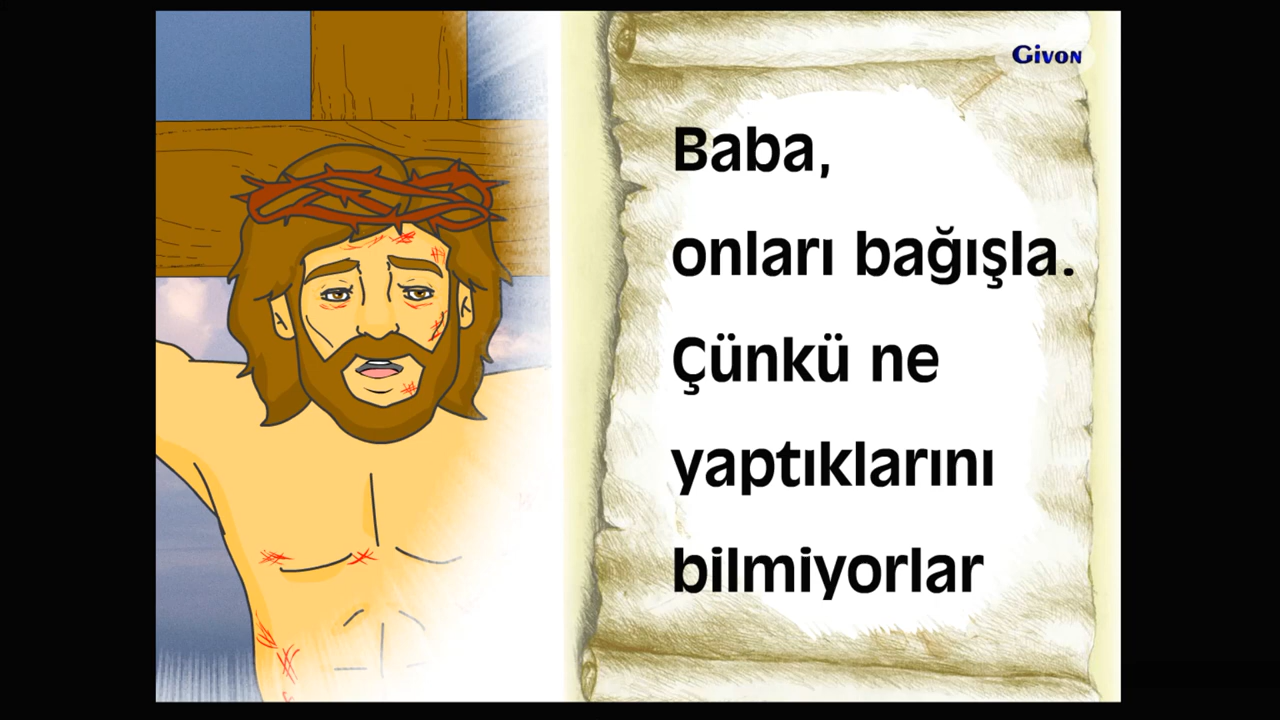 Givon
Baba,
onları bağışla.
Çünkü ne
yaptıklarını
bilmiyorlar